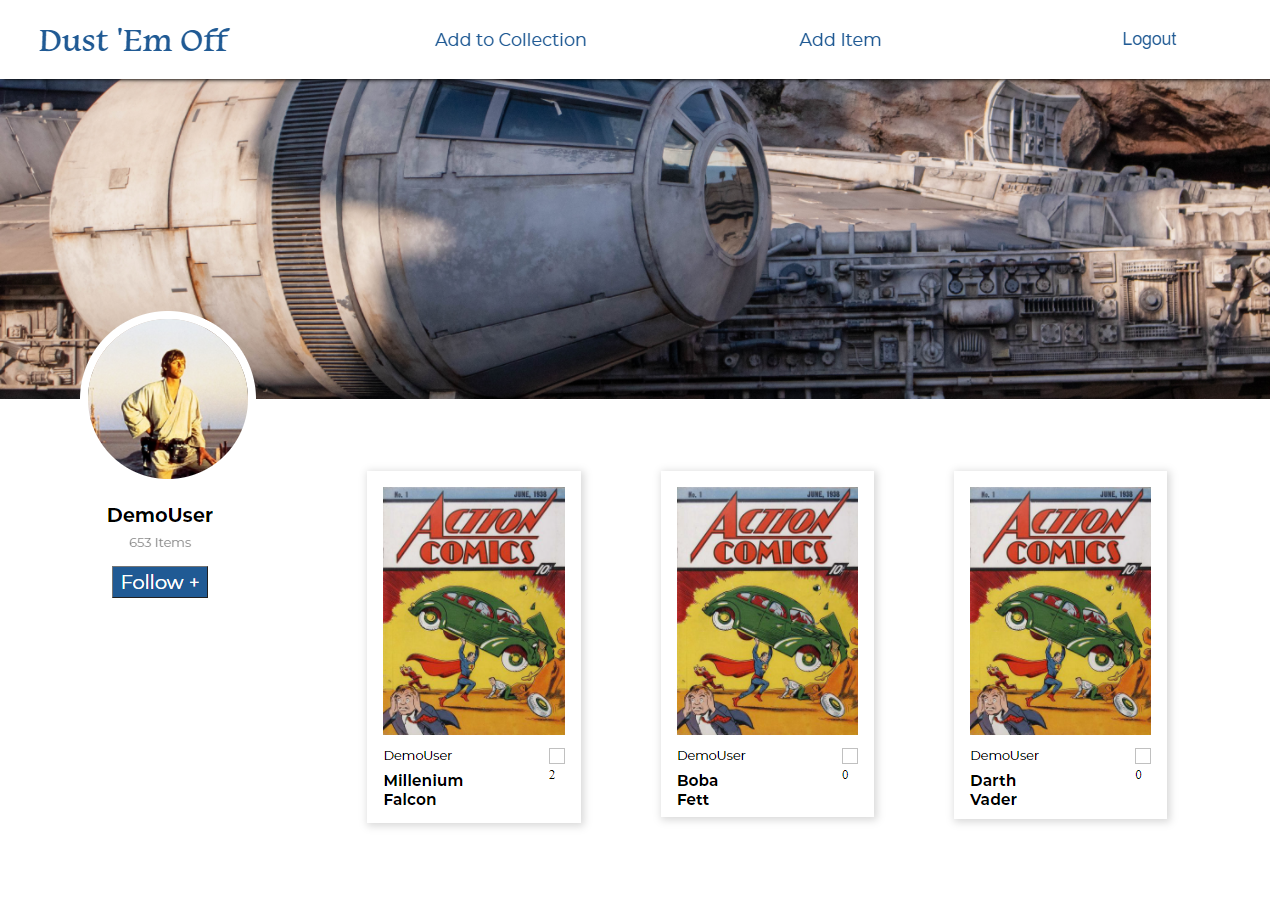 Dust 'Em Off
Add to Collection
Add Item
Logout
DemoUser
653 Items
Follow +
No. 1
JUNE, 1938
ACTION
COMICS
10¢
DemoUser
2
Millenium
Falcon
No. 1
JUNE, 1938
ACTION
COMICS
10¢
DemoUser
0
Boba
Fett
No. 1
JUNE, 1938
ACTION
COMICS
10¢
DemoUser
0
Darth
Vader